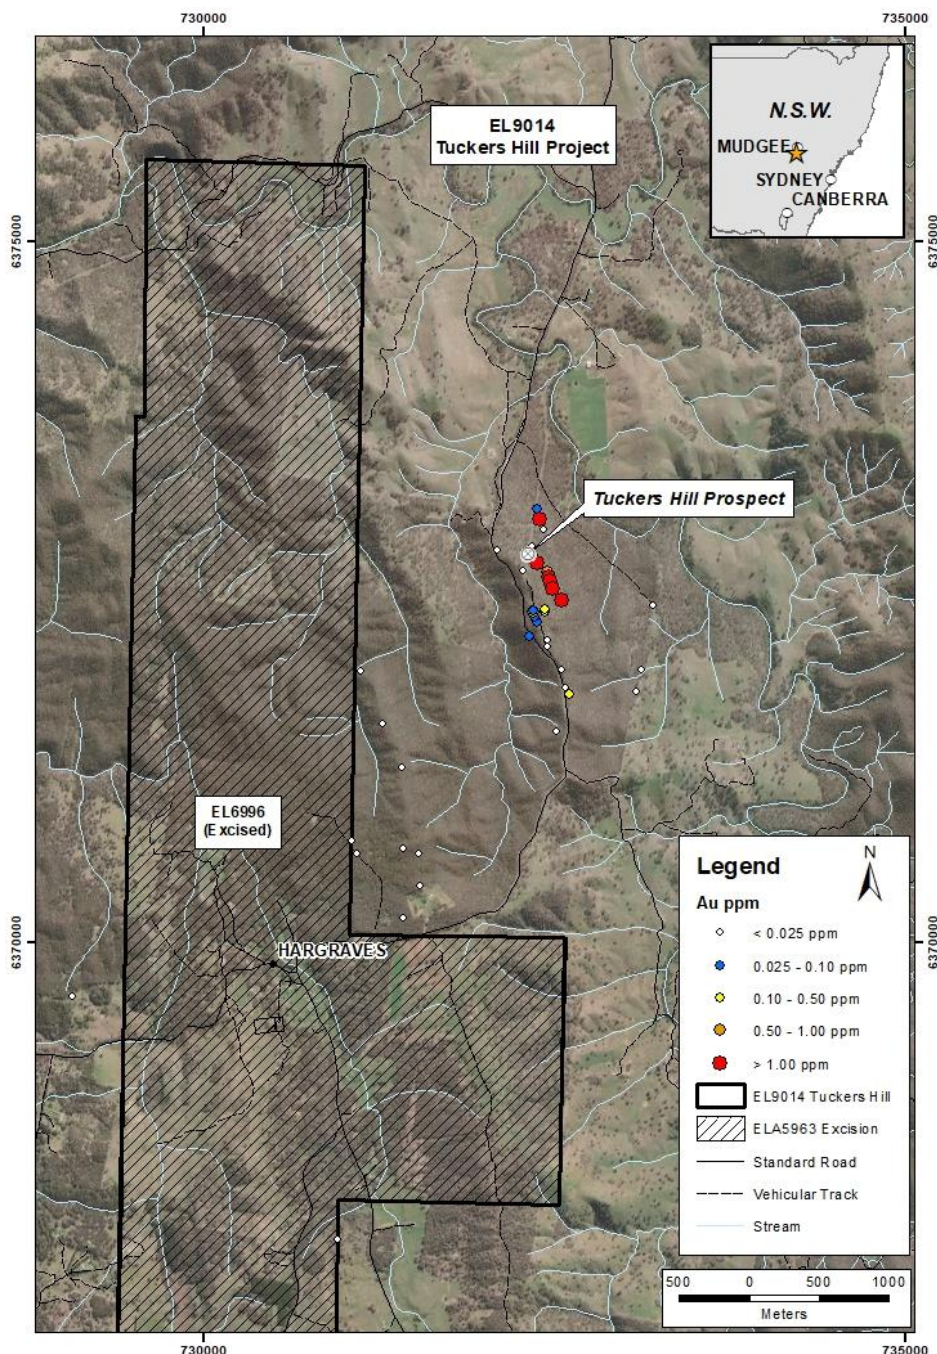 730000
735000
EL9014
Tuckers Hill Project
N.S.W.
MUDGEE
SYDNEY
CANBERRA
6375000
6375000
Tuckers Hill Prospect
EL6996
(Excised)
HARGRAVES
6370000
6370000
Legend
N
Au ppm
< 0.025 ppm
0.025 - 0.10 ppm
0.10 - 0.50 ppm
0.50 - 1.00 ppm
> 1.00 ppm
EL9014 Tuckers Hill
ELA5963 Excision
Standard Road
Vehicular Track
Stream
500 0 500 1000
Meters
730000
735000